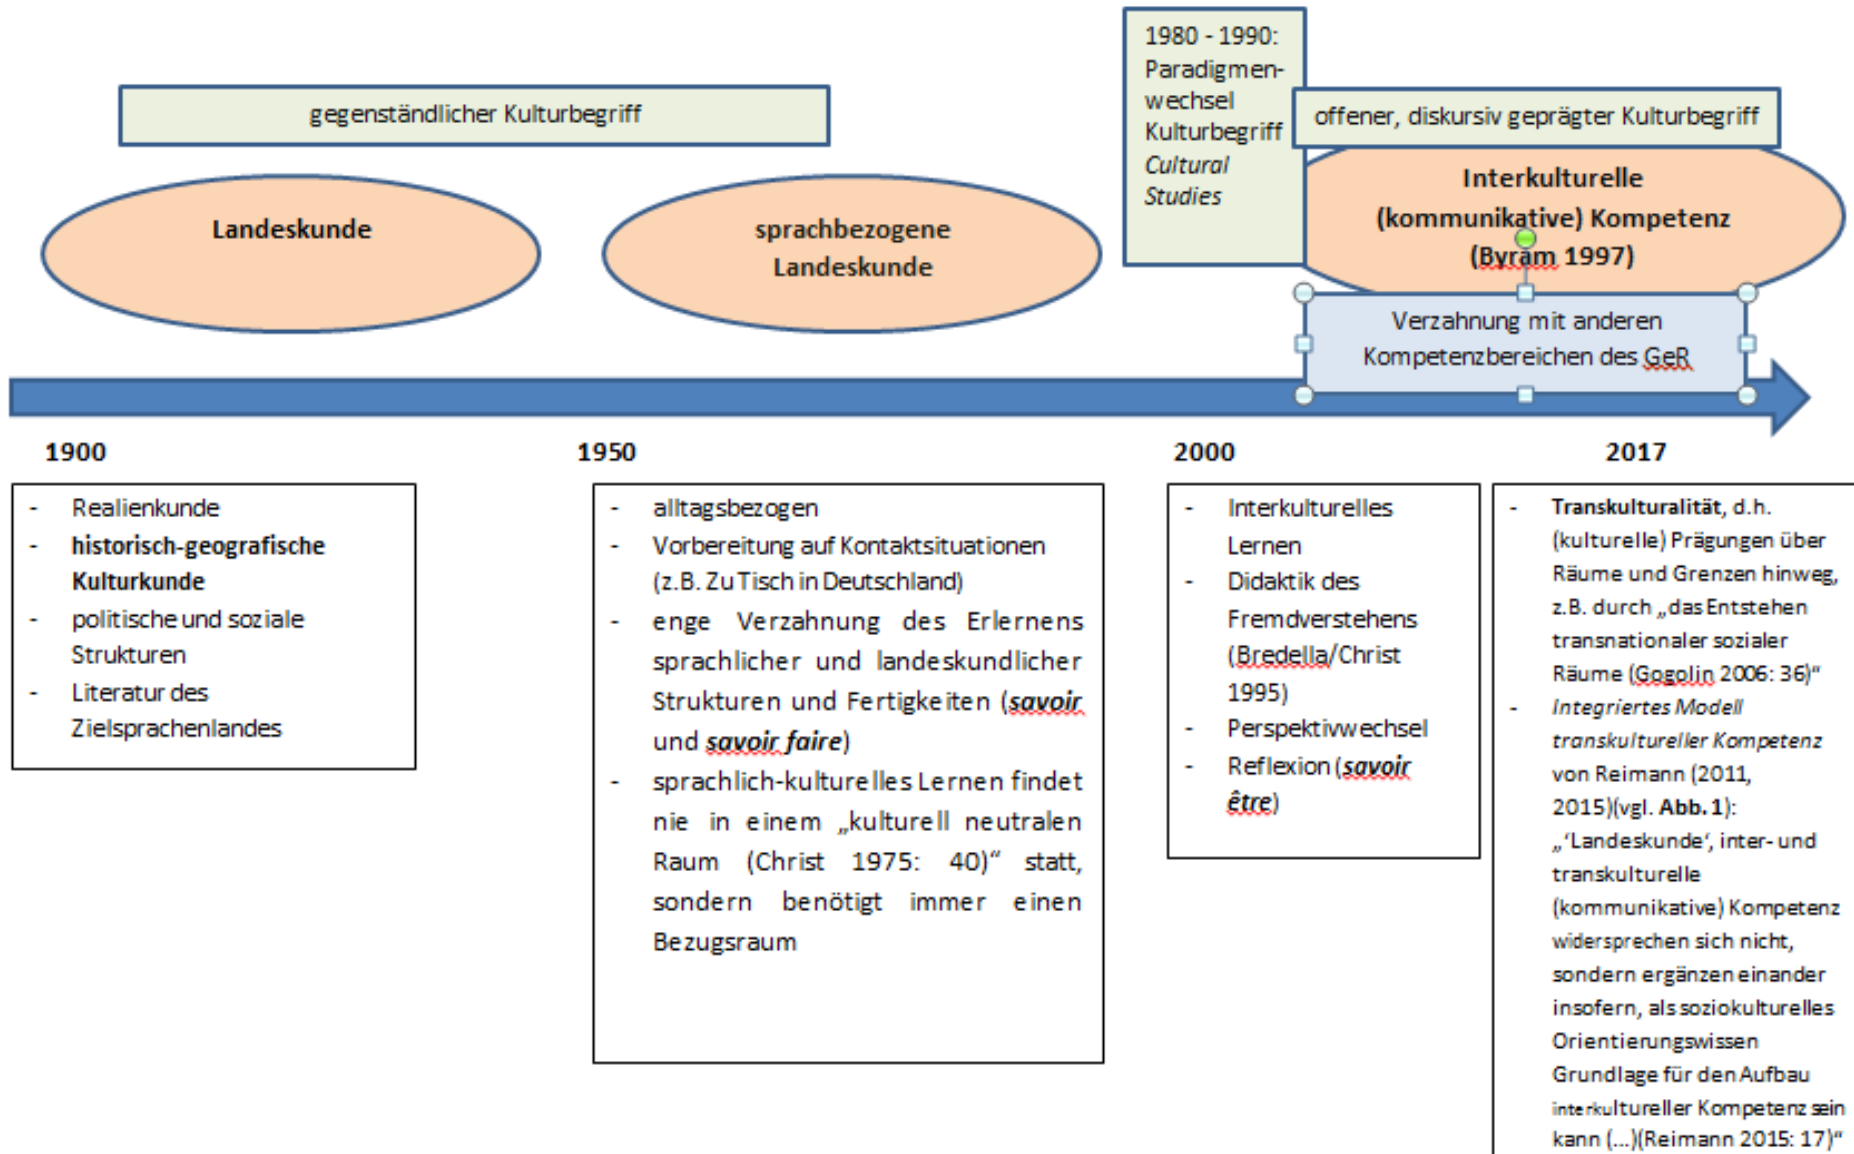 gegenständlicher Kulturbegriff
1980 - 1990:
Paradigmen-
wechsel
Kulturbegriff
Cultural
Studies
offener, diskursiv geprägter Kulturbegriff
Landeskunde
sprachbezogene
Landeskunde
Interkulturelle
(kommunikative) Kompetenz
(Byram 1997)
Verzahnung mit anderen
Kompetenzbereichen des GeR
1900
1950
2000
2017
- Realienkunde
- historisch-geografische
Kulturkunde
- politische und soziale
Strukturen
- Literatur des
Zielsprachenlandes
- alltagsbezogen
- Vorbereitung auf Kontaktsituationen
(z.B. Zu Tisch in Deutschland)
- enge Verzahnung des Erlernens
sprachlicher und landeskundlicher
Strukturen und Fertigkeiten (savoir
und savoir faire)
- sprachlich-kulturelles Lernen findet
nie in einem „kulturell neutralen
Raum (Christ 1975: 40)“ statt,
sondern benötigt immer einen
Bezugsraum
- Interkulturelles
Lernen
- Didaktik des
Fremdverstehens
(Bredella/Christ
1995)
- Perspektivwechsel
- Reflexion (savoir
être)
- Transkulturalität, d.h.
(kulturelle) Prägungen über
Räume und Grenzen hinweg,
z.B. durch „das Entstehen
transnationaler sozialer
Räume (Gogolin 2006: 36)“
- Integriertes Modell
transkultureller Kompetenz
von Reimann (2011,
2015)(vgl. Abb. 1):
„‘Landeskunde‘, inter- und
transkulturelle
(kommunikative) Kompetenz
widersprechen sich nicht,
sondern ergänzen einander
insofern, als soziokulturelles
Orientierungswissen
Grundlage für den Aufbau
interkultureller Kompetenz sein
kann (...)(Reimann 2015: 17)“